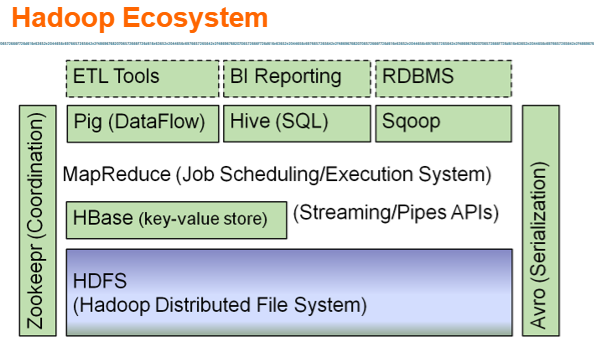 Hadoop Ecosystem
ETL Tools
BI Reporting
RDBMS
Pig (DataFlow)
Hive (SQL)
Sqoop
MapReduce (Job Scheduling/Execution System)
HBase (key-value store)
(Streaming/Pipes APIs)
HDFS
(Hadoop Distributed File System)
Zookeepr (Coordination)
Avro (Serialization)